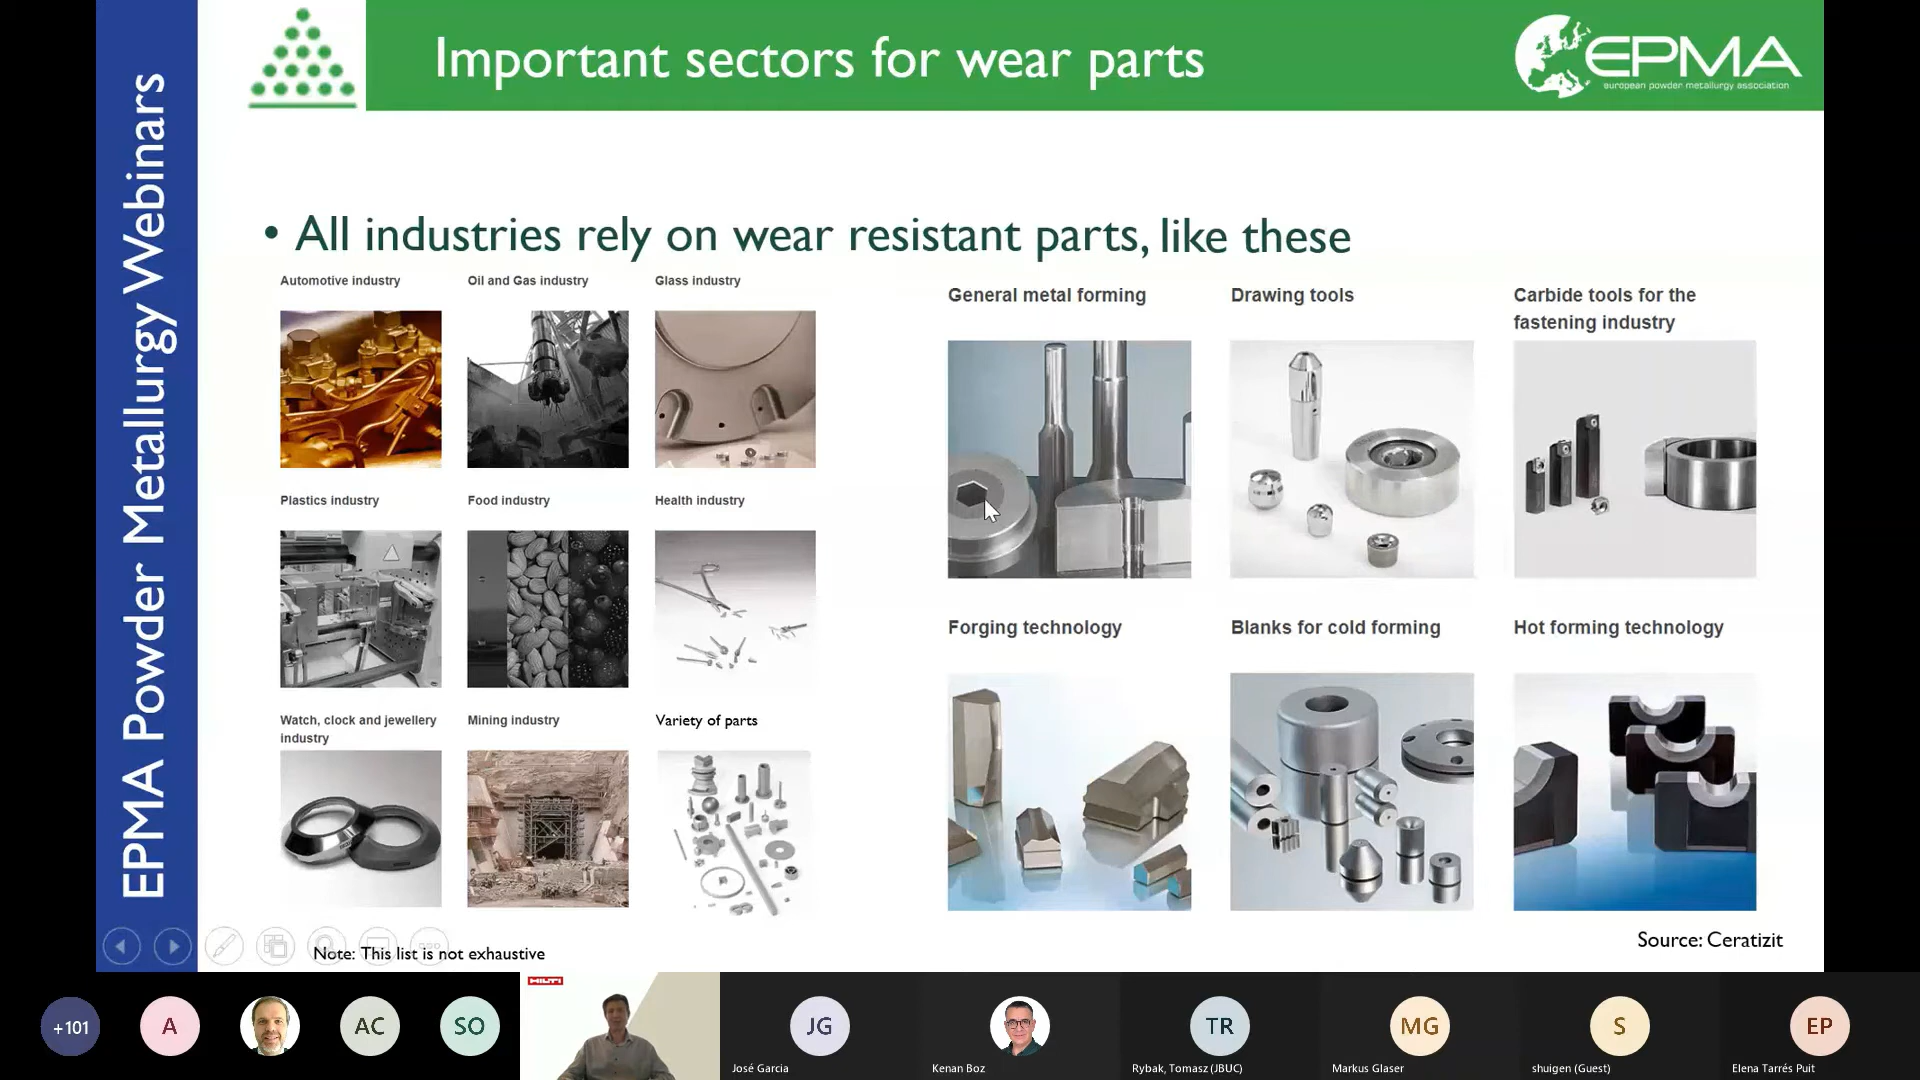 EPMA Powder Metallurgy Webinars
Important sectors for wear parts
EPMA
european powder metallurgy association
• All industries rely on wear resistant parts, like these
Automotive industry
Oil and Gas industry
Glass industry
Plastics industry
Food industry
Health industry
Watch, clock and jewellery
industry
Mining industry
Variety of parts
General metal forming
Drawing tools
Carbide tools for the
fastening industry
Forging technology
Blanks for cold forming
Hot forming technology
Note: This list is not exhaustive
Source: Ceratizit
+101
A
AC
SO
HILTI
JG
José Garcia
Kenan Boz
TR
Rybak, Tomasz (JBUC)
MG
Markus Glaser
S
shuigen (Guest)
EP
Elena Tarrés Puit